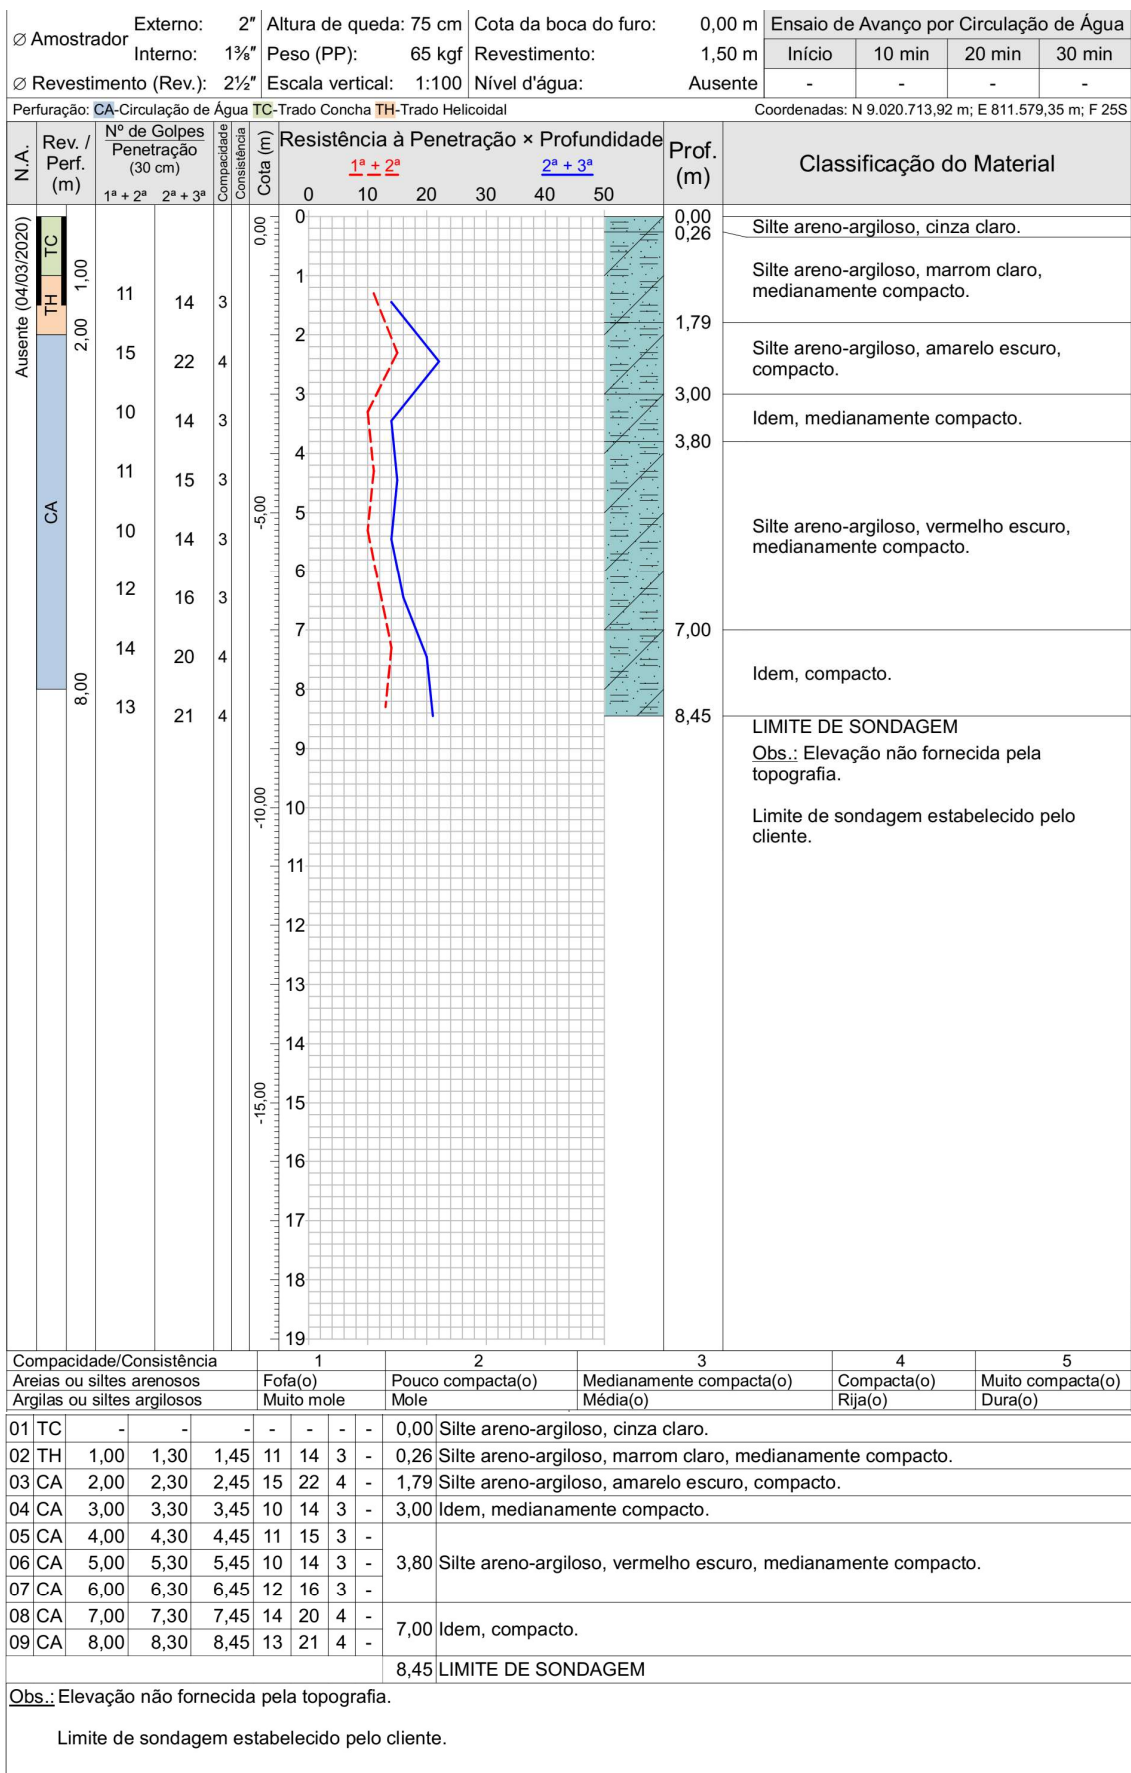 Ø Amostrador Externo: 2" Altura de queda: 75 cm Cota da boca do furo: 0,00 m Ensaio de Avanço por Circulação de Água
Interno: 1⅜" Peso (PP): 65 kgf Revestimento: 1,50 m Início 10 min 20 min 30 min
Ø Revestimento (Rev.): 2½" Escala vertical: 1:100 Nível d'água: Ausente - - - -
Perfuração: CA-Circulação de Água TC-Trado Concha TH-Trado Helicoidal Coordenadas: N 9.020.713,92 m; E 811.579,35 m; F 25S
N.A. Rev. / Perf. (m) Nº de Golpes Penetração (30 cm) 1ª + 2ª 2ª + 3ª Compacidade Consistência Cota (m) Resistência à Penetração × Profundidade Prof. (m) Classificação do Material
1ª + 2ª 2ª + 3ª
0 10 20 30 40 50
Ausente (04/03/2020)
TC
1,00
TH
2,00
CA
8,00
11 14 3
15 22 4
10 14 3
11 15 3
10 14 3
12 16 3
14 20 4
13 21 4
0,00
-5,00
-10,00
-15,00
0
1
2
3
4
5
6
7
8
9
10
11
12
13
14
15
16
17
18
19
0,00
0,26
Silte areno-argiloso, cinza claro.
Silte areno-argiloso, marrom claro,
medianamente compacto.
1,79
Silte areno-argiloso, amarelo escuro,
compacto.
3,00
Idem, medianamente compacto.
3,80
Silte areno-argiloso, vermelho escuro,
medianamente compacto.
7,00
Idem, compacto.
8,45
LIMITE DE SONDAGEM
Obs.: Elevação não fornecida pela
topografia.
Limite de sondagem estabelecido pelo
cliente.
Compacidade/Consistência 1 2 3 4 5
Areias ou siltes arenosos Fofa(o) Pouco compacta(o) Medianamente compacta(o) Compacta(o) Muito compacta(o)
Argilas ou siltes argilosos Muito mole Mole Média(o) Rija(o) Dura(o)
01 TC - - - - - - - 0,00 Silte areno-argiloso, cinza claro.
02 TH 1,00 1,30 1,45 11 14 3 - 0,26 Silte areno-argiloso, marrom claro, medianamente compacto.
03 CA 2,00 2,30 2,45 15 22 4 - 1,79 Silte areno-argiloso, amarelo escuro, compacto.
04 CA 3,00 3,30 3,45 10 14 3 - 3,00 Idem, medianamente compacto.
05 CA 4,00 4,30 4,45 11 15 3 -
06 CA 5,00 5,30 5,45 10 14 3 - 3,80 Silte areno-argiloso, vermelho escuro, medianamente compacto.
07 CA 6,00 6,30 6,45 12 16 3 -
08 CA 7,00 7,30 7,45 14 20 4 - 7,00 Idem, compacto.
09 CA 8,00 8,30 8,45 13 21 4 -
8,45 LIMITE DE SONDAGEM
Obs.: Elevação não fornecida pela topografia.
Limite de sondagem estabelecido pelo cliente.